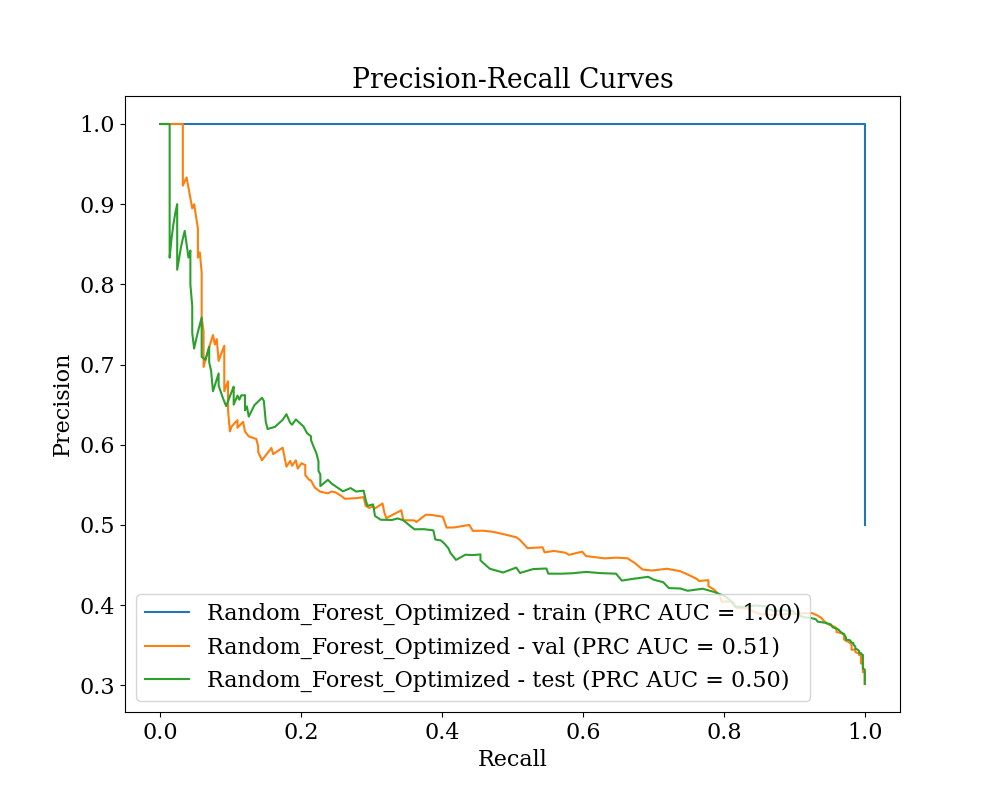 Precision-Recall Curves
1.0
0.9
0.8
0.7
0.6
0.5
0.4
0.3
Precision
Random_Forest_Optimized - train (PRC AUC = 1.00)
Random_Forest_Optimized - val (PRC AUC = 0.51)
Random_Forest_Optimized - test (PRC AUC = 0.50)
0.0 0.2 0.4 0.6 0.8 1.0
Recall